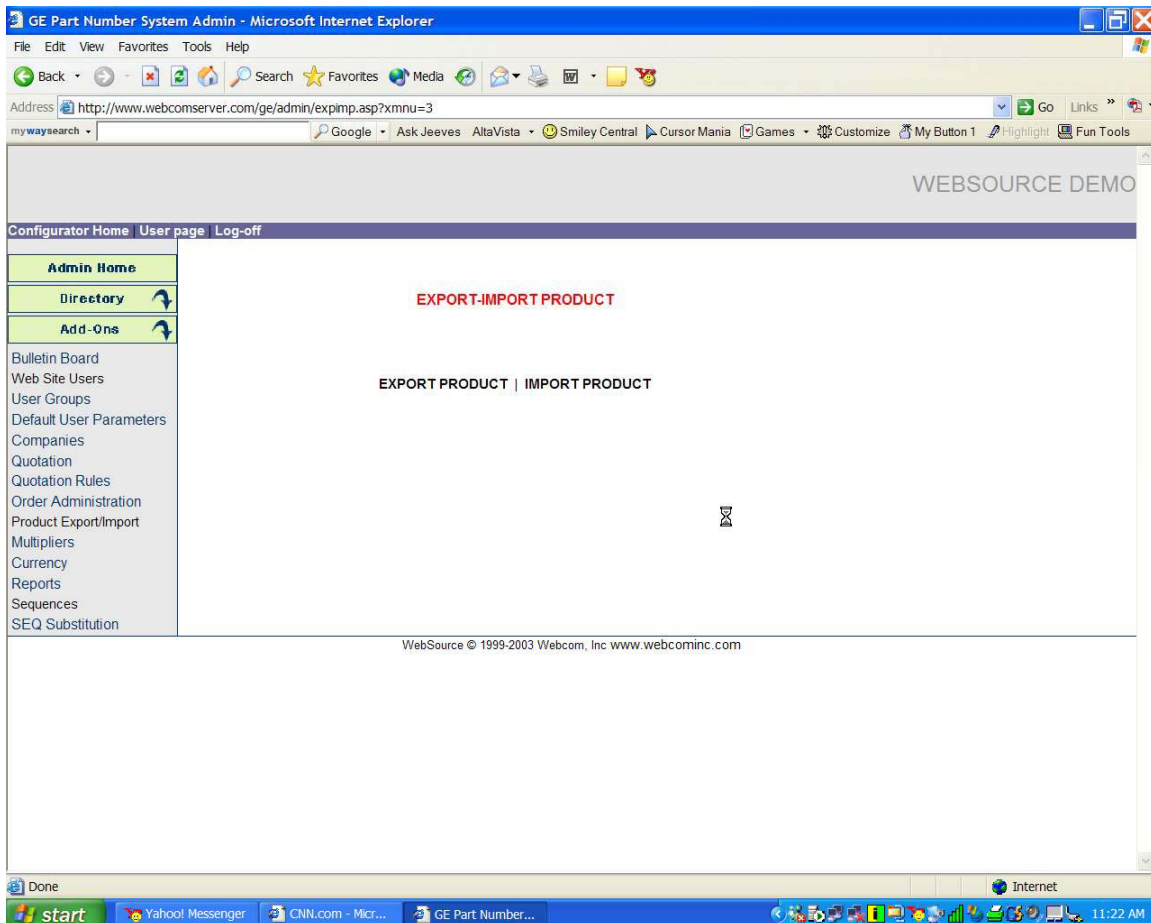 GE Part Number System Admin - Microsoft Internet Explorer
File Edit View Favorites Tools Help
Back Search Favorites Media
Address http://www.webcomserver.com/ge/admin/expimp.asp?xmnu=3 Go Links »
mywaysearch Google Ask Jeeves AltaVista Smiley Central Cursor Mania Games Customize My Button 1 Highlight Fun Tools
WEBSOURCE DEMO
Configurator Home | User page | Log-off
Admin Home
Directory
Add-Ons
EXPORT-IMPORT PRODUCT
EXPORT PRODUCT | IMPORT PRODUCT
Bulletin Board
Web Site Users
User Groups
Default User Parameters
Companies
Quotation
Quotation Rules
Order Administration
Product Export/Import
Multipliers
Currency
Reports
Sequences
SEQ Substitution
WebSource © 1999-2003 Webcom, Inc www.webcominc.com
Done Internet
start Yahoo! Messenger CNN.com - Micr... GE Part Number... 11:22 AM